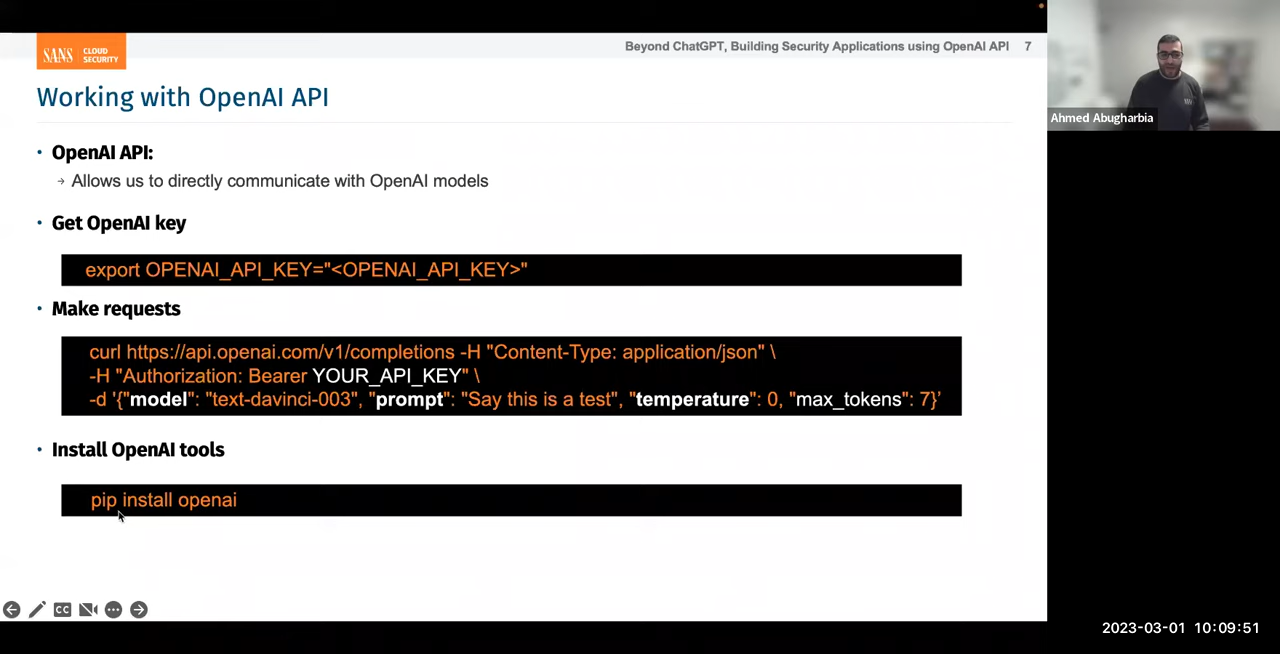 SANS CLOUD SECURITY
Beyond ChatGPT, Building Security Applications using OpenAI API 7
Working with OpenAI API
• OpenAI API:
→ Allows us to directly communicate with OpenAI models
• Get OpenAI key
export OPENAI_API_KEY="<OPENAI_API_KEY>"
• Make requests
curl https://api.openai.com/v1/completions -H "Content-Type: application/json" \
-H "Authorization: Bearer YOUR_API_KEY" \
-d '{"model": "text-davinci-003", "prompt": "Say this is a test", "temperature": 0, "max_tokens": 7}’
• Install OpenAI tools
pip install openai
CC
Ahmed Abugharbia
2023-03-01 10:09:51